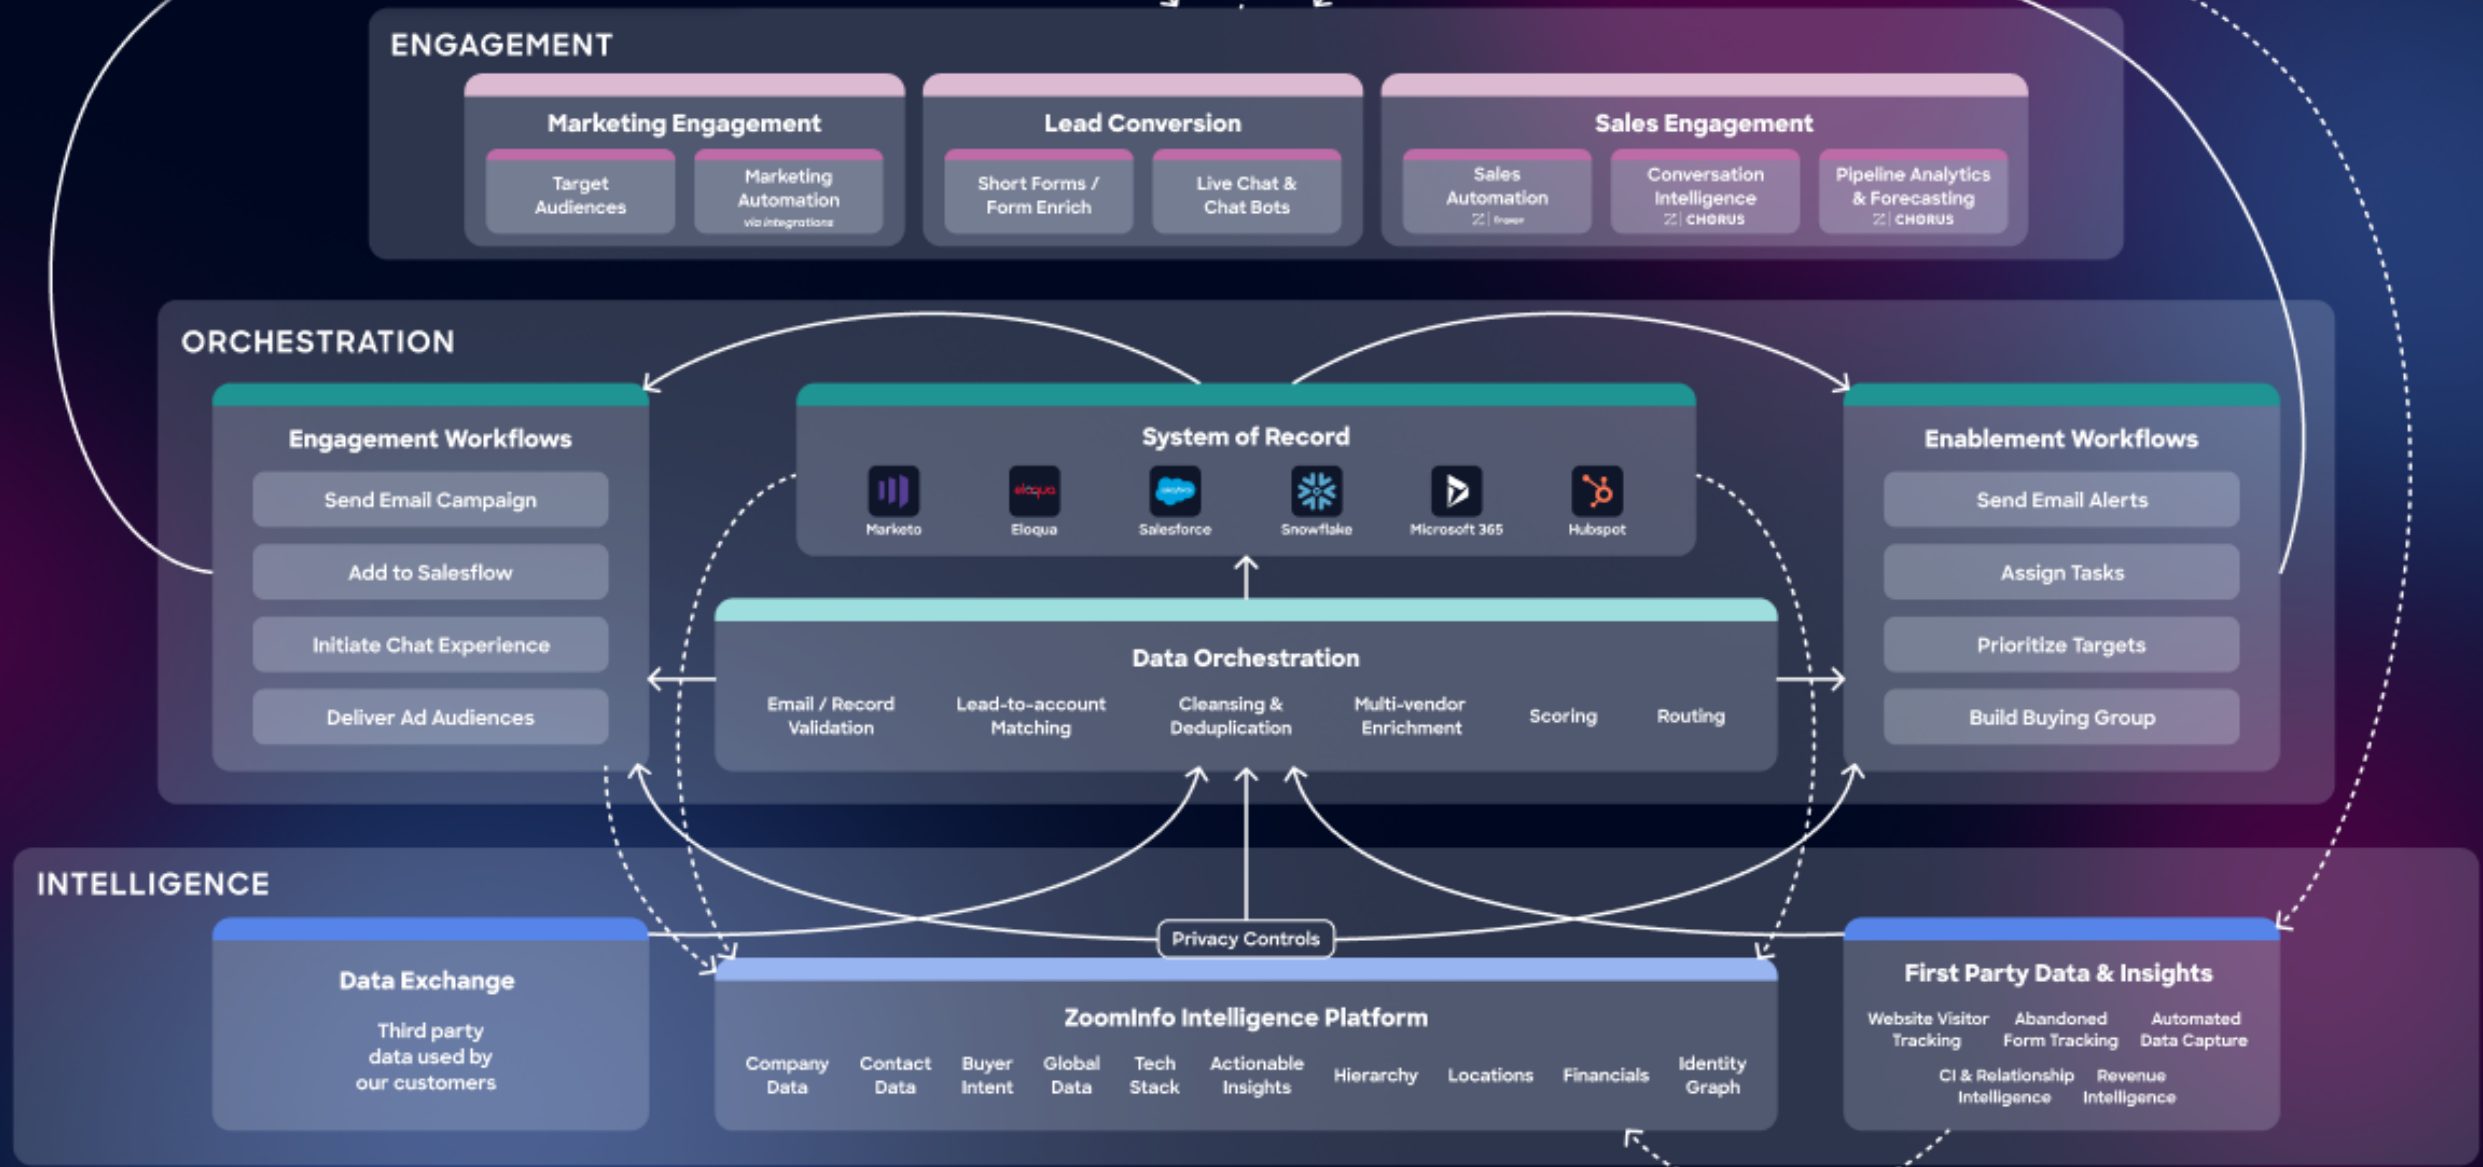 ENGAGEMENT
Marketing Engagement
Target
Audiences
Marketing
Automation
via integrations
Lead Conversion
Short Forms /
Form Enrich
Live Chat &
Chat Bots
Sales Engagement
Sales
Automation
Engage
Conversation
Intelligence
CHORUS
Pipeline Analytics
& Forecasting
CHORUS
ORCHESTRATION
Engagement Workflows
Send Email Campaign
Add to Salesflow
Initiate Chat Experience
Deliver Ad Audiences
System of Record
Marketo
eloqua
Eloqua
salesforce
Salesforce
Snowflake
Microsoft 365
Hubspot
Data Orchestration
Email / Record
Validation
Lead-to-account
Matching
Cleansing &
Deduplication
Multi-vendor
Enrichment
Scoring
Routing
Enablement Workflows
Send Email Alerts
Assign Tasks
Prioritize Targets
Build Buying Group
INTELLIGENCE
Data Exchange
Third party
data used by
our customers
Privacy Controls
ZoomInfo Intelligence Platform
Company
Data
Contact
Data
Buyer
Intent
Global
Data
Tech
Stack
Actionable
Insights
Hierarchy
Locations
Financials
Identity
Graph
First Party Data & Insights
Website Visitor
Tracking
Abandoned
Form Tracking
Automated
Data Capture
CI & Relationship
Intelligence
Revenue
Intelligence